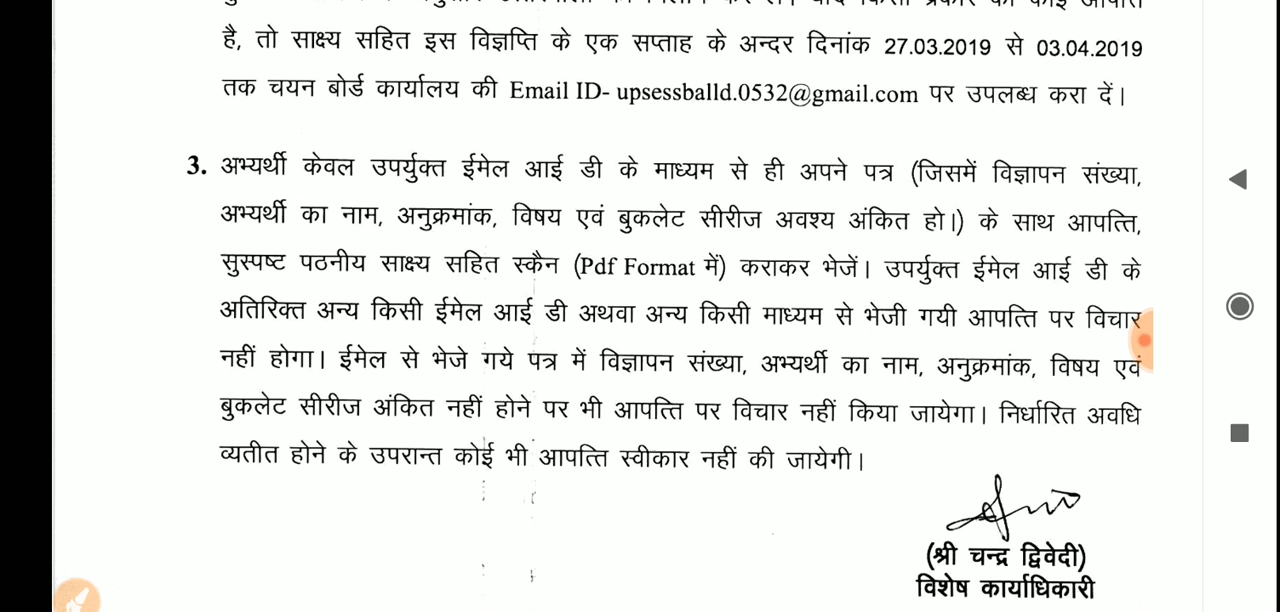 है, तो साक्ष्य सहित इस विज्ञप्ति के एक सप्ताह के अन्दर दिनांक 27.03.2019 से 03.04.2019
तक चयन बोर्ड कार्यालय की Email ID- upsessballd.0532@gmail.com पर उपलब्ध करा दें।
3. अभ्यर्थी केवल उपर्युक्त ईमेल आई डी के माध्यम से ही अपने पत्र (जिसमें विज्ञापन संख्या,
अभ्यर्थी का नाम, अनुक्रमांक, विषय एवं बुकलेट सीरीज अवश्य अंकित हो।) के साथ आपत्ति,
सुस्पष्ट पठनीय साक्ष्य सहित स्कैन (Pdf Format में) कराकर भेजें। उपर्युक्त ईमेल आई डी के
अतिरिक्त अन्य किसी ईमेल आई डी अथवा अन्य किसी माध्यम से भेजी गयी आपत्ति पर विचार
नहीं होगा। ईमेल से भेजे गये पत्र में विज्ञापन संख्या, अभ्यर्थी का नाम, अनुक्रमांक, विषय एवं
बुकलेट सीरीज अंकित नहीं होने पर भी आपत्ति पर विचार नहीं किया जायेगा। निर्धारित अवधि
व्यतीत होने के उपरान्त कोई भी आपत्ति स्वीकार नहीं की जायेगी।
(श्री चन्द्र द्विवेदी)
विशेष कार्याधिकारी